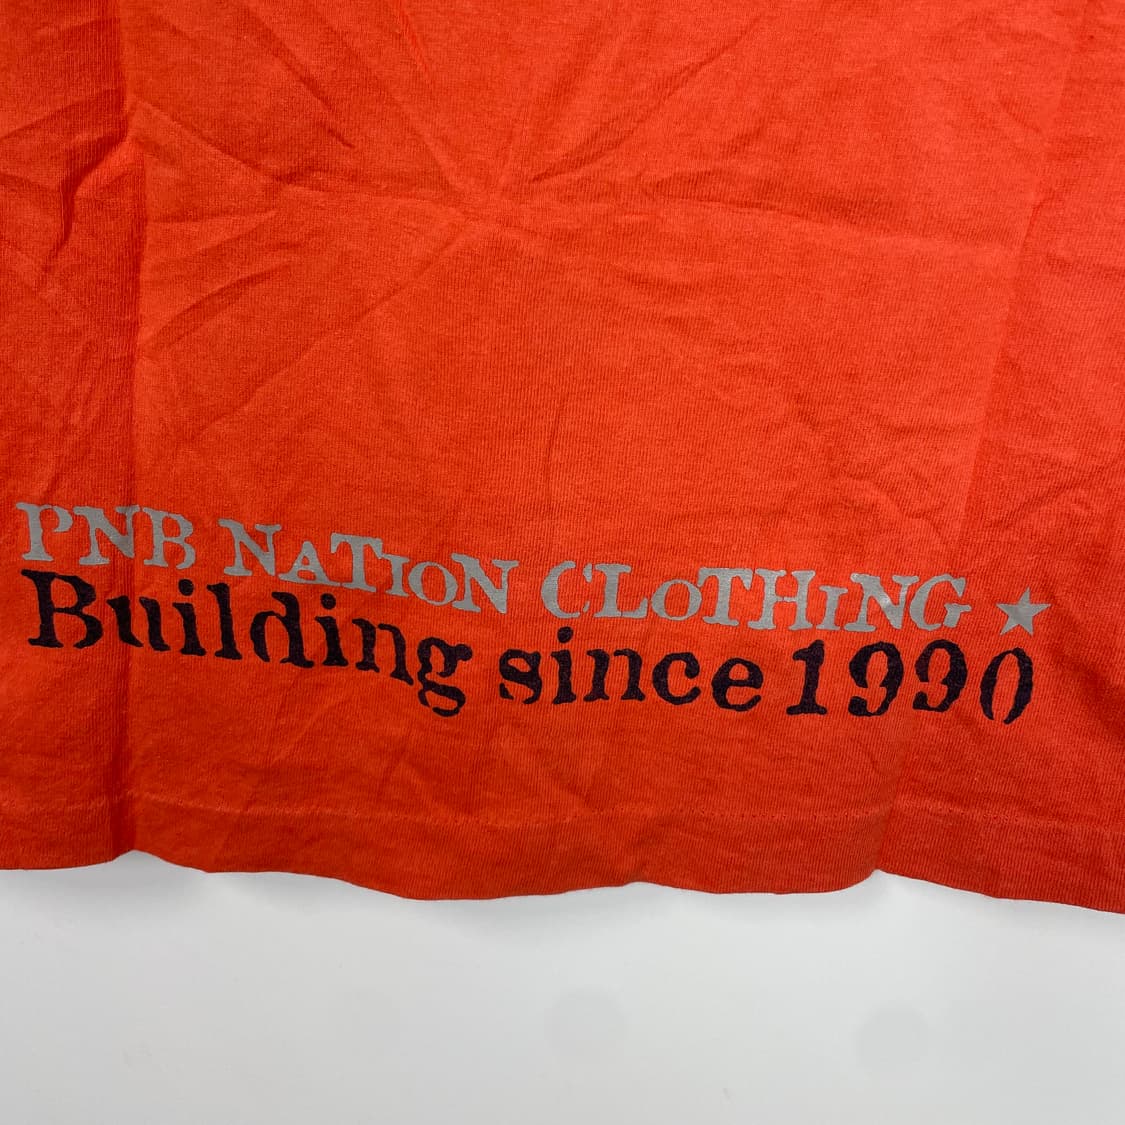 PNB NATION CLOTHING ★
Building since 1990